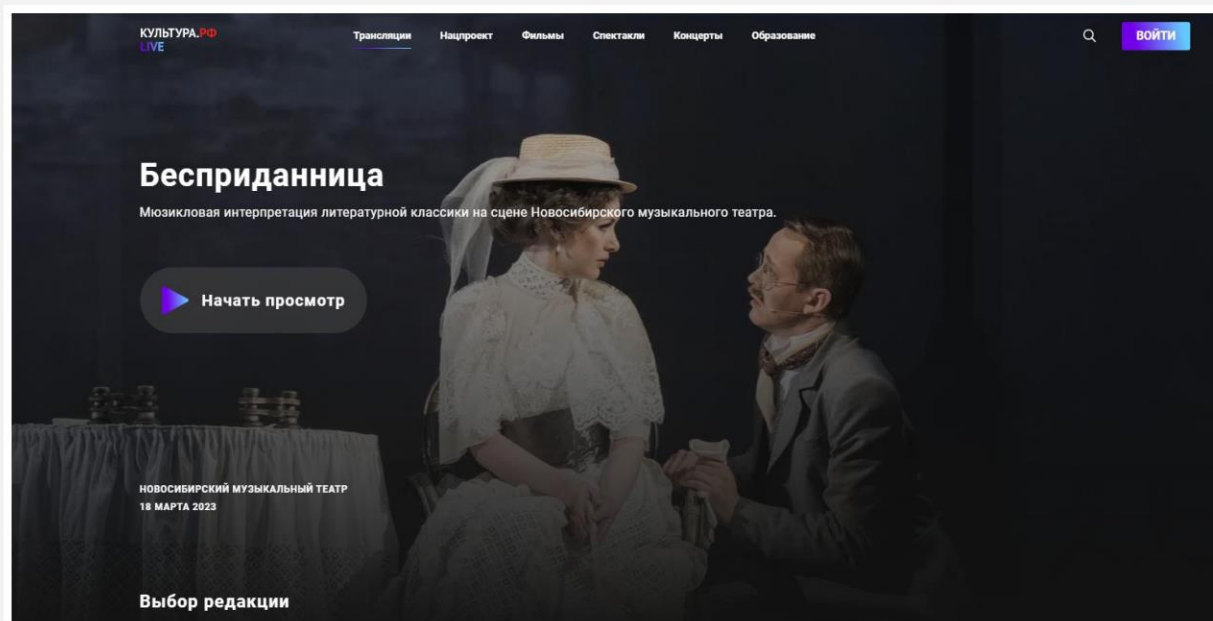 КУЛЬТУРА.РФ
LIVE
Трансляции Нацпроект Фильмы Спектакли Концерты Образование
ВОЙТИ
Бесприданница
Мюзикловая интерпретация литературной классики на сцене Новосибирского музыкального театра.
Начать просмотр
НОВОСИБИРСКИЙ МУЗЫКАЛЬНЫЙ ТЕАТР
18 МАРТА 2023
Выбор редакции